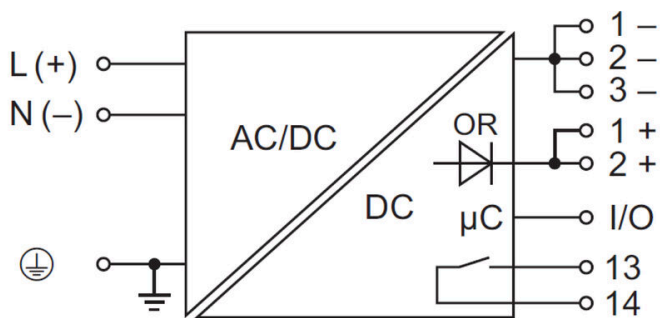 L (+)
N (–)
AC/DC
DC
OR
µC
1 –
2 –
3 –
1 +
2 +
I/O
13
14